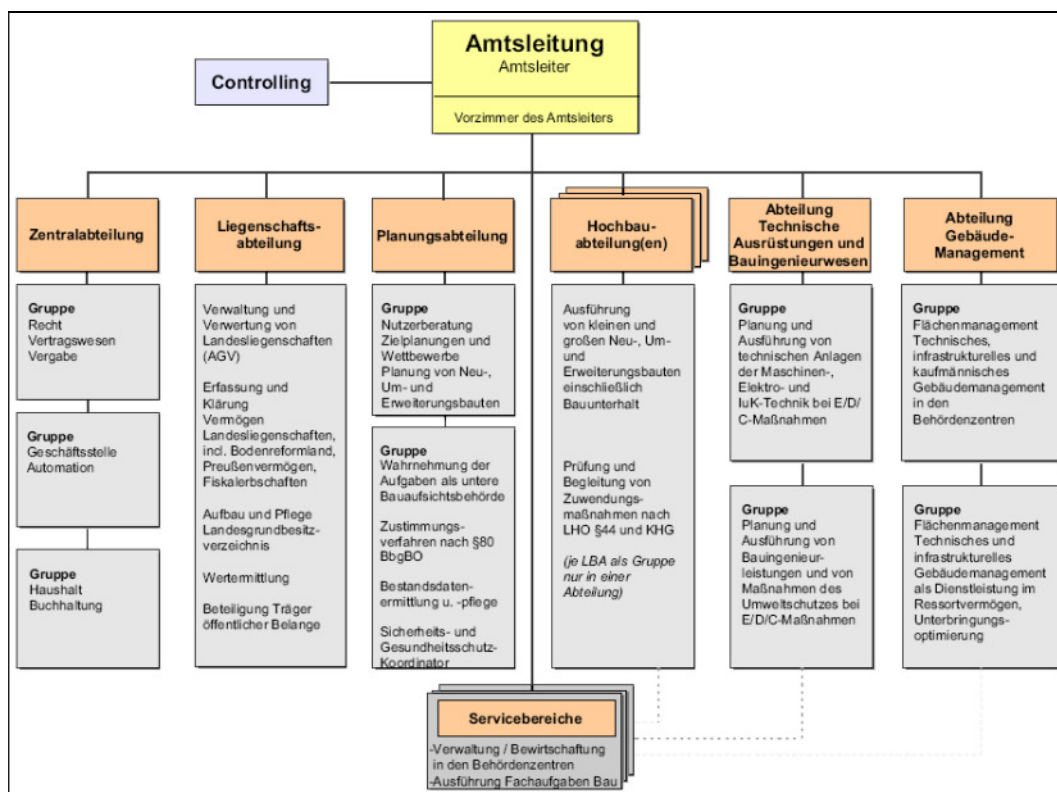 Amtsleitung
Amtsleiter
Vorzimmer des Amtsleiters
Controlling
Zentralabteilung
Gruppe
Recht
Vertragswesen
Vergabe
Gruppe
Geschäftsstelle
Automation
Gruppe
Haushalt
Buchhaltung
Liegenschafts-
abteilung
Verwaltung und
Verwertung von
Landesliegenschaften
(AGV)
Erfassung und
Klärung
Vermögen
Landesliegenschaften,
incl. Bodenreformland,
Preußenvermögen,
Fiskalerbschaften
Aufbau und Pflege
Landesgrundbesitz-
verzeichnis
Wertermittlung
Beteiligung Träger
öffentlicher Belange
Planungsabteilung
Gruppe
Nutzerberatung
Zielplanungen und
Wettbewerbe
Planung von Neu-,
Um- und
Erweiterungsbauten
Gruppe
Wahrnehmung der
Aufgaben als untere
Bauaufsichtsbehörde
Zustimmungs-
verfahren nach §80
BbgBO
Bestandsdaten-
ermittlung u. -pflege
Sicherheits- und
Gesundheitsschutz-
Koordinator
Hochbau-
abteilung(en)
Ausführung
von kleinen und
großen Neu-, Um-
und
Erweiterungsbauten
einschließlich
Bauunterhalt
Prüfung und
Begleitung von
Zuwendungs-
maßnahmen nach
LHO §44 und KHG
(je LBA als Gruppe
nur in einer
Abteilung)
Abteilung
Technische
Ausrüstungen und
Bauingenieurwesen
Gruppe
Planung und
Ausführung von
technischen Anlagen
der Maschinen-,
Elektro- und
IuK-Technik bei E/D/
C-Maßnahmen
Gruppe
Planung und
Ausführung von
Bauingenieur-
leistungen und von
Maßnahmen des
Umweltschutzes bei
E/D/C-Maßnahmen
Abteilung
Gebäude-
Management
Gruppe
Flächenmanagement
Technisches,
infrastrukturelles und
kaufmännisches
Gebäudemanagement
in den
Behördenzentren
Gruppe
Flächenmanagement
Technisches und
infrastrukturelles
Gebäudemanagement
als Dienstleistung im
Ressortvermögen,
Unterbringungs-
optimierung
Servicebereiche
-Verwaltung / Bewirtschaftung
in den Behördenzentren
-Ausführung Fachaufgaben Bau